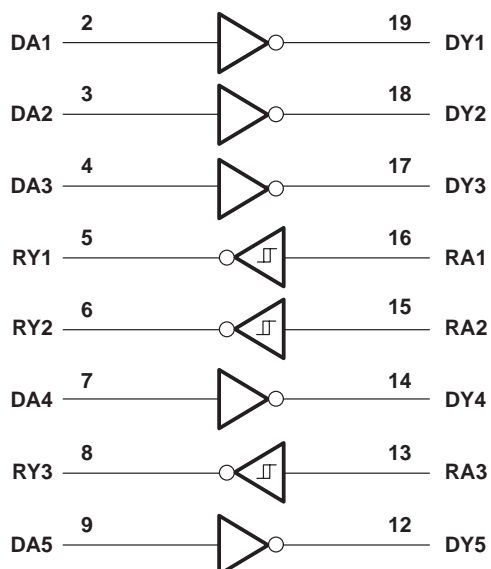 DA1 2 19 DY1
DA2 3 18 DY2
DA3 4 17 DY3
RY1 5 16 RA1
RY2 6 15 RA2
DA4 7 14 DY4
RY3 8 13 RA3
DA5 9 12 DY5